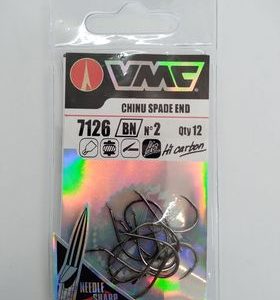 VMC
CHINU SPADE END
7126 BN N°2 Qty 12
Hi Carbon
NEEDLE
SHARP